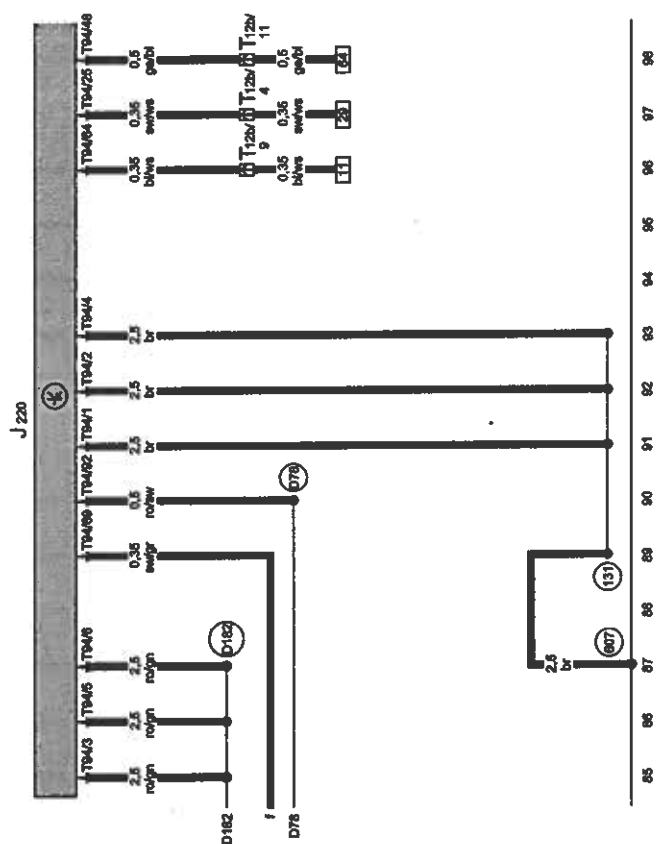 J 220
T94/3
T94/5
T94/6
T94/69
T94/92
T94/1
T94/2
T94/4
T94/64
T94/25
T94/48
2,5
ro/gn
2,5
ro/gn
2,5
ro/gn
0,35
sw/gr
0,5
ro/sw
2,5
br
2,5
br
2,5
br
0,35
bl/ws
0,35
sw/ws
0,5
ge/bl
T12b/
9
T12b/
4
T12b/
11
0,35
bl/ws
0,35
sw/ws
0,5
ge/bl
11
29
64
D182
D182
f
D78
D78
2,5
br
607
131
85
86
87
88
89
90
91
92
93
94
95
96
97
98